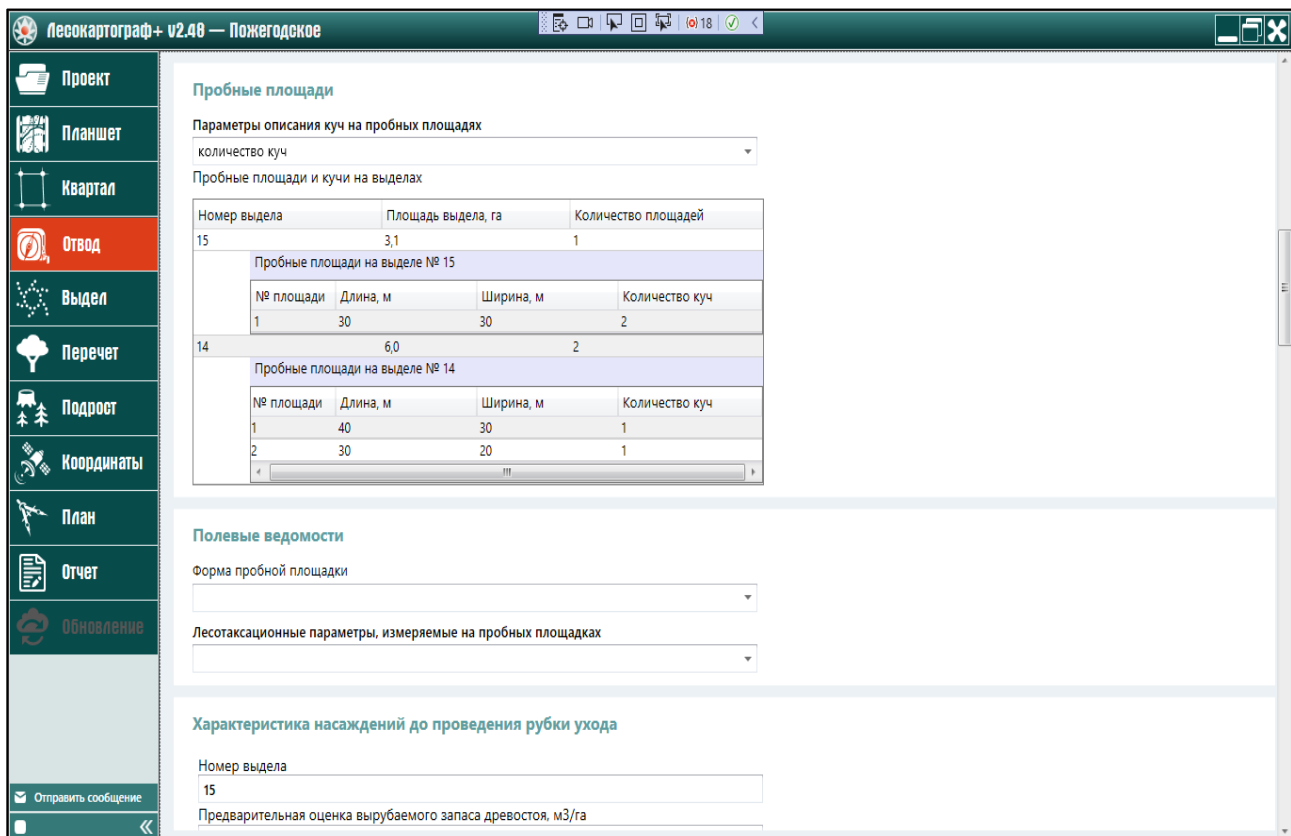 Лесокартограф+ v2.48 — Пожегодское
18
Проект
Планшет
Квартал
Отвод
Выдел
Перечет
Подрост
Координаты
План
Отчет
Обновление
Отправить сообщение
Пробные площади
Параметры описания куч на пробных площадях
количество куч
Пробные площади и кучи на выделах
Номер выдела Площадь выдела, га Количество площадей
15 3,1 1
Пробные площади на выделе № 15
№ площади Длина, м Ширина, м Количество куч
1 30 30 2
14 6,0 2
Пробные площади на выделе № 14
№ площади Длина, м Ширина, м Количество куч
1 40 30 1
2 30 20 1
Полевые ведомости
Форма пробной площадки
Лесотаксационные параметры, измеряемые на пробных площадках
Характеристика насаждений до проведения рубки ухода
Номер выдела
15
Предварительная оценка вырубаемого запаса древостоя, м3/га